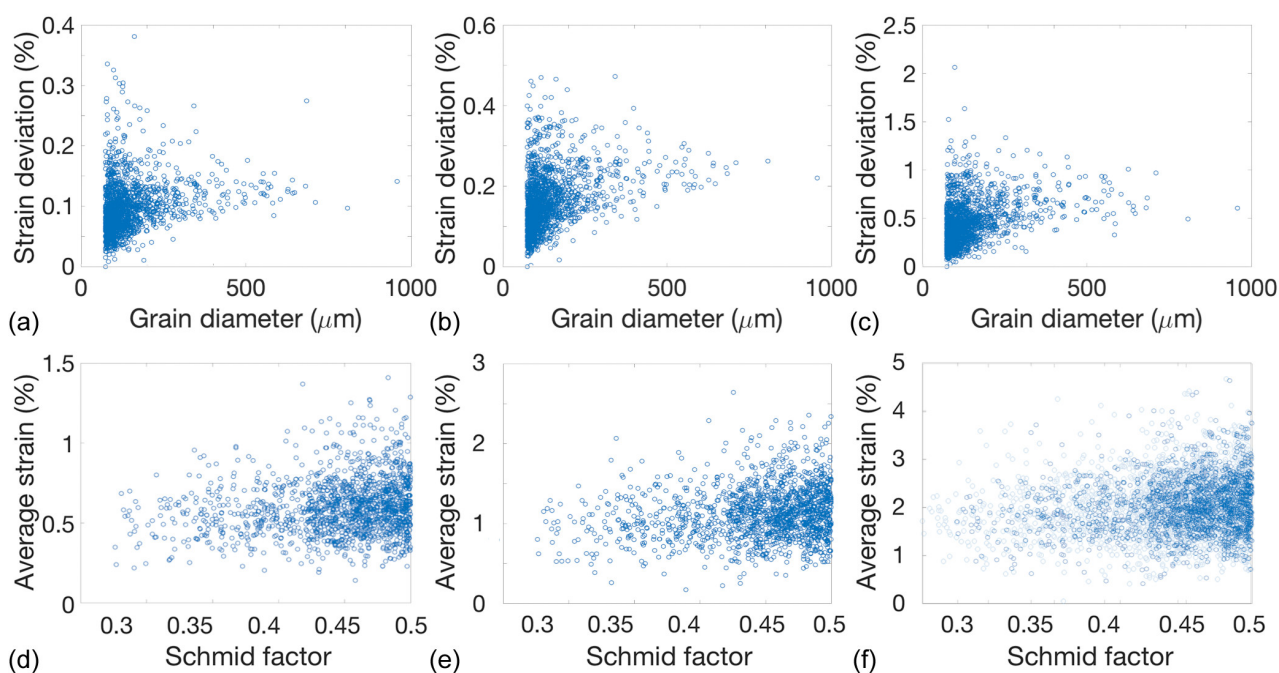 0.4
0.3
0.2
0.1
0
0 500 1000
Strain deviation (%)
Grain diameter (μm)
(a)
0.6
0.4
0.2
0
0 500 1000
Strain deviation (%)
Grain diameter (μm)
(b)
2.5
2
1.5
1
0.5
0
0 500 1000
Strain deviation (%)
Grain diameter (μm)
(c)
1.5
1
0.5
0
0.3 0.35 0.4 0.45 0.5
Average strain (%)
Schmid factor
(d)
3
2
1
0
0.3 0.35 0.4 0.45 0.5
Average strain (%)
Schmid factor
(e)
5
4
3
2
1
0
0.3 0.35 0.4 0.45 0.5
Average strain (%)
Schmid factor
(f)